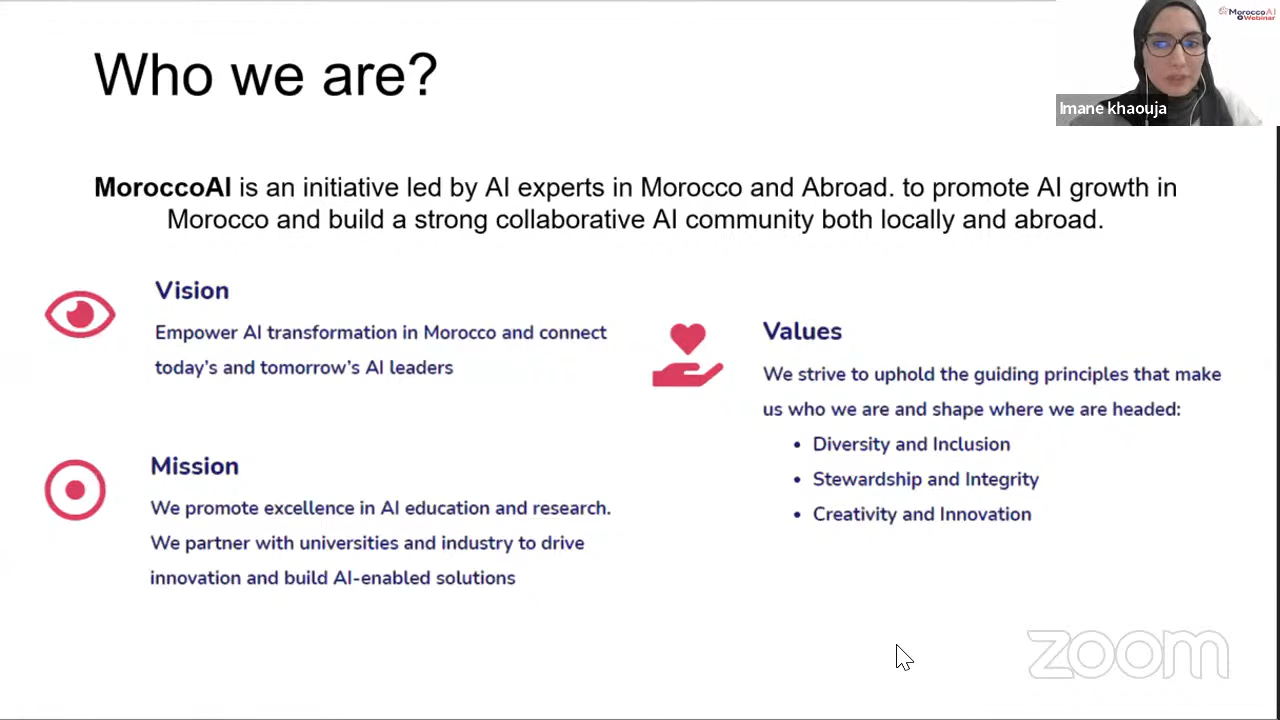 Who we are?
MoroccoAI
Webinar
Imane khaouja
MoroccoAI is an initiative led by AI experts in Morocco and Abroad. to promote AI growth in
Morocco and build a strong collaborative AI community both locally and abroad.
Vision
Empower AI transformation in Morocco and connect
today's and tomorrow's AI leaders
Mission
We promote excellence in AI education and research.
We partner with universities and industry to drive
innovation and build AI-enabled solutions
Values
We strive to uphold the guiding principles that make
us who we are and shape where we are headed:
• Diversity and Inclusion
• Stewardship and Integrity
• Creativity and Innovation
zoom